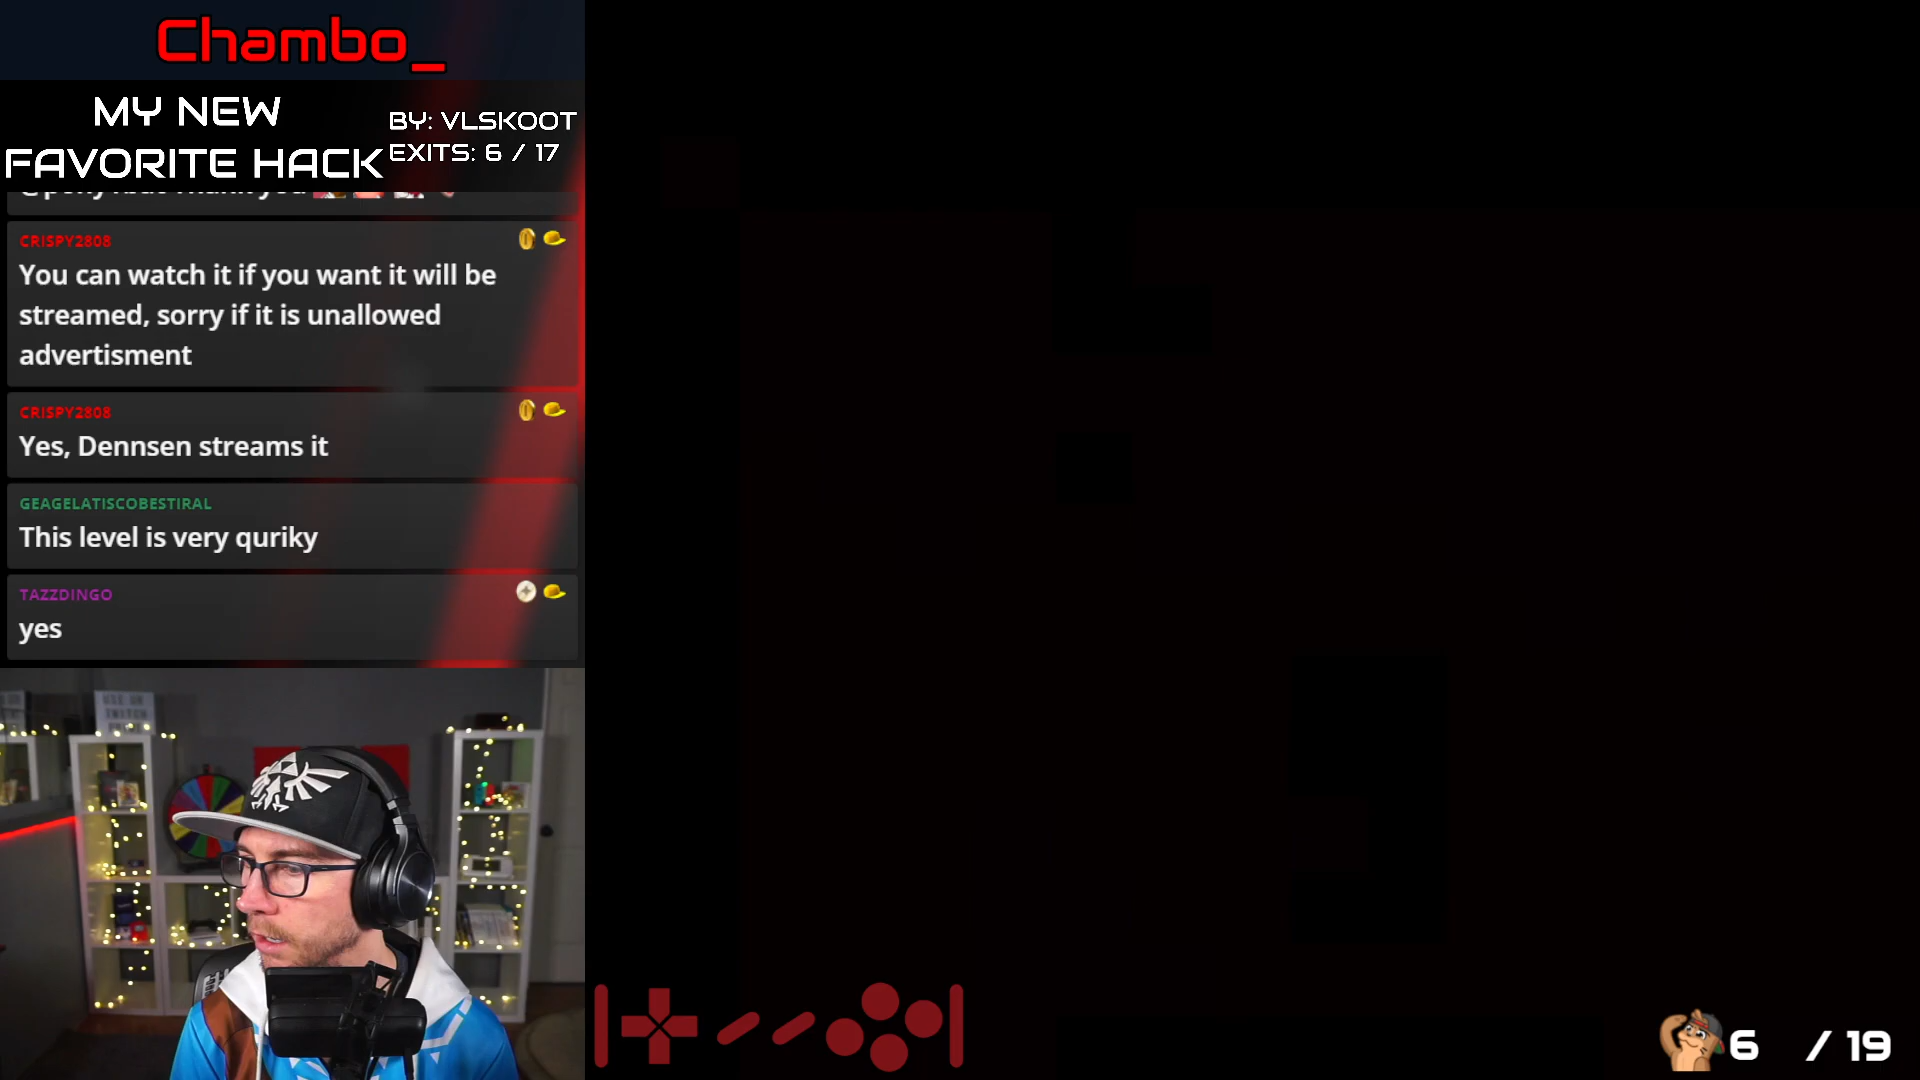 Chambo_
MY NEW
FAVORITE HACK
BY: VLSKOOT
EXITS: 6 / 17
CRISPY2808
You can watch it if you want it will be
streamed, sorry if it is unallowed
advertisment
CRISPY2808
Yes, Dennsen streams it
GEAGELATISCOBESTIRAL
This level is very quriky
TAZZDINGO
yes
6 / 19